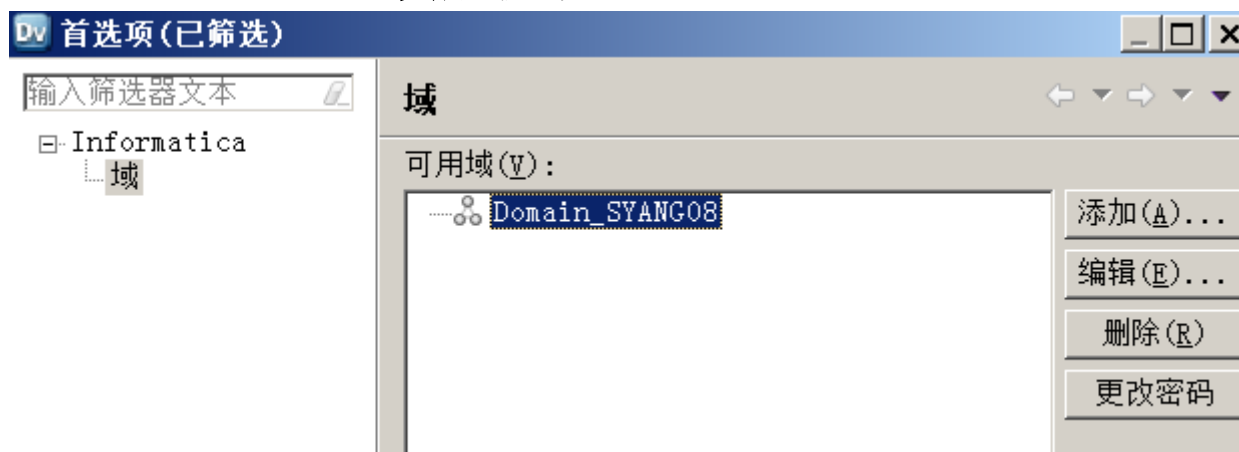 Dv 首选项(已筛选)
输入筛选器文本
域
Informatica
域
可用域(V):
Domain_SYANG08
添加(A)...
编辑(E)...
删除(R)
更改密码